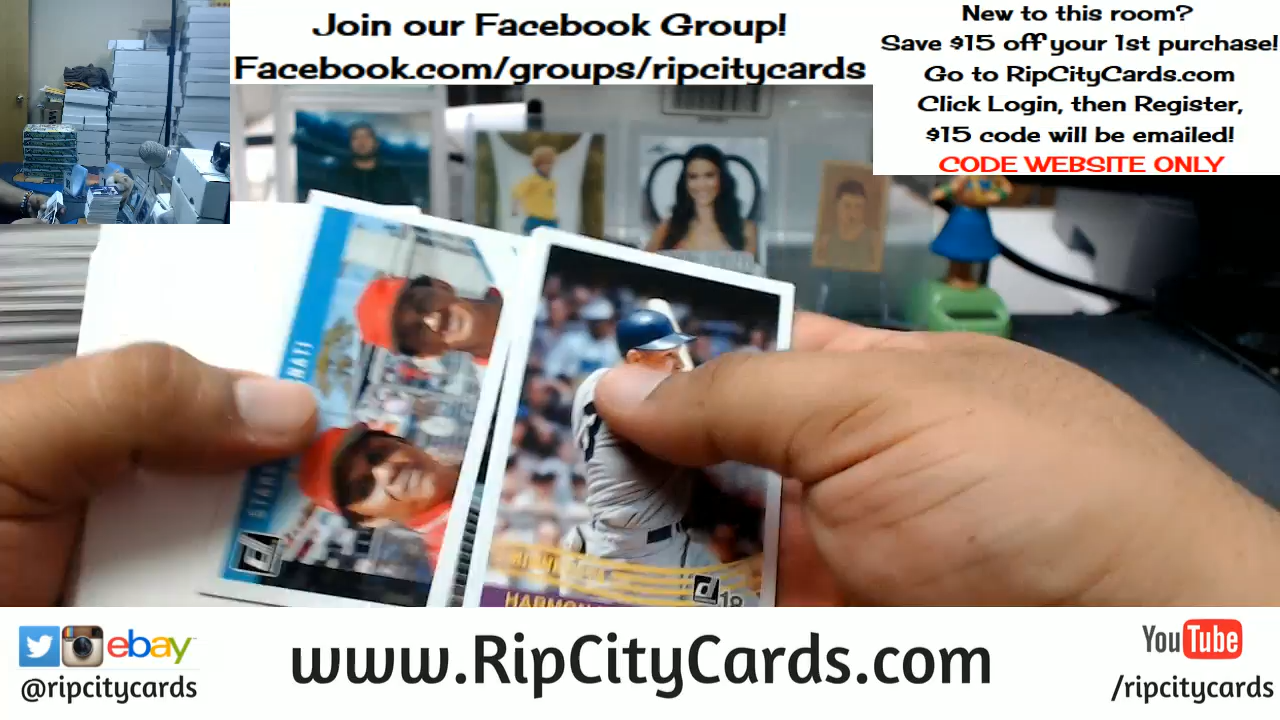 Join our Facebook Group!
Facebook.com/groups/ripcitycards
New to this room?
Save $15 off your 1st purchase!
Go to RipCityCards.com
Click Login, then Register,
$15 code will be emailed!
CODE WEBSITE ONLY
18
ebay
@ripcitycards
www.RipCityCards.com
YouTube
/ripcitycards